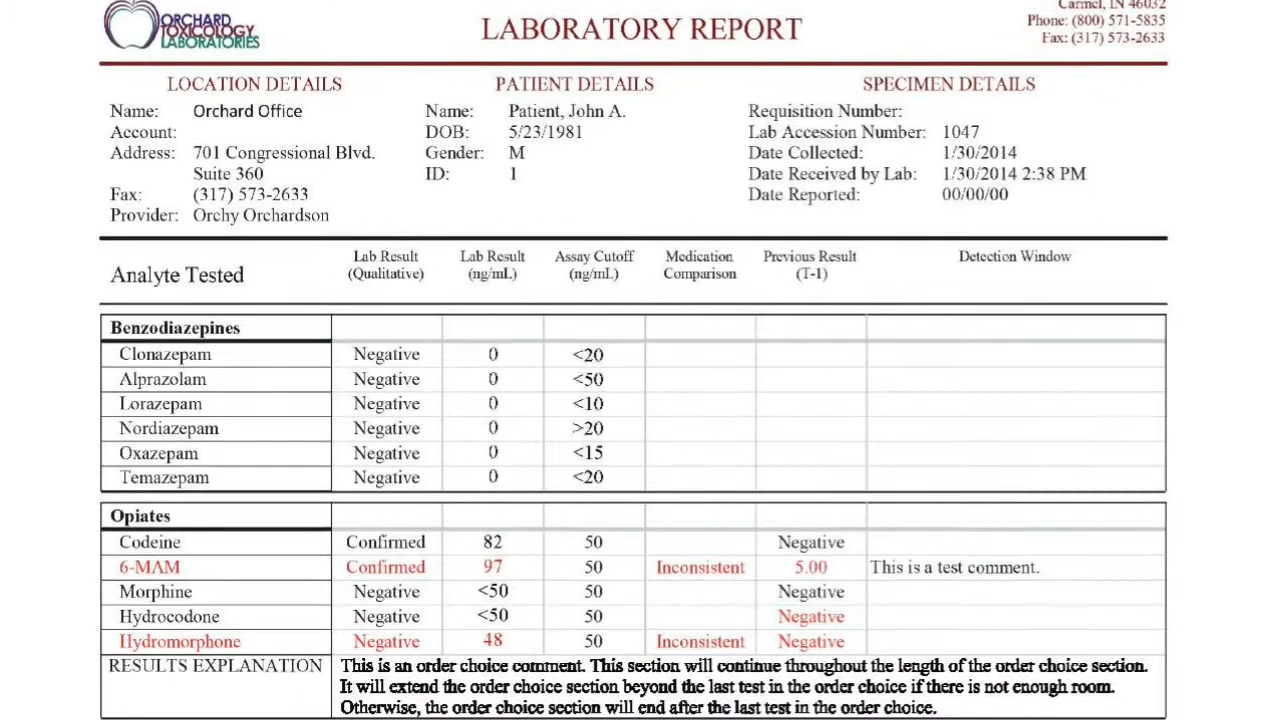 Carmel, IN 46032
ORCHARD
TOXICOLOGY
LABORATORIES
LABORATORY REPORT
Phone: (800) 571-5835
Fax: (317) 573-2633
LOCATION DETAILS PATIENT DETAILS SPECIMEN DETAILS
Name: Orchard Office Name: Patient, John A. Requisition Number:
Account: DOB: 5/23/1981 Lab Accession Number: 1047
Address: 701 Congressional Blvd. Gender: M Date Collected: 1/30/2014
Suite 360 ID: 1 Date Received by Lab: 1/30/2014 2:38 PM
Fax: (317) 573-2633 Date Reported: 00/00/00
Provider: Orchy Orchardson
Lab Result Lab Result Assay Cutoff Medication Previous Result Detection Window
Analyte Tested (Qualitative) (ng/mL) (ng/mL) Comparison (T-1)
Benzodiazepines
Clonazepam Negative 0 <20
Alprazolam Negative 0 <50
Lorazepam Negative 0 <10
Nordiazepam Negative 0 >20
Oxazepam Negative 0 <15
Temazepam Negative 0 <20
Opiates
Codeine Confirmed 82 50 Negative
6-MAM Confirmed 97 50 Inconsistent 5.00 This is a test comment.
Morphine Negative <50 50 Negative
Hydrocodone Negative <50 50 Negative
Hydromorphone Negative 48 50 Inconsistent Negative
RESULTS EXPLANATION This is an order choice comment. This section will continue throughout the length of the order choice section.
It will extend the order choice section beyond the last test in the order choice if there is not enough room.
Otherwise, the order choice section will end after the last test in the order choice.